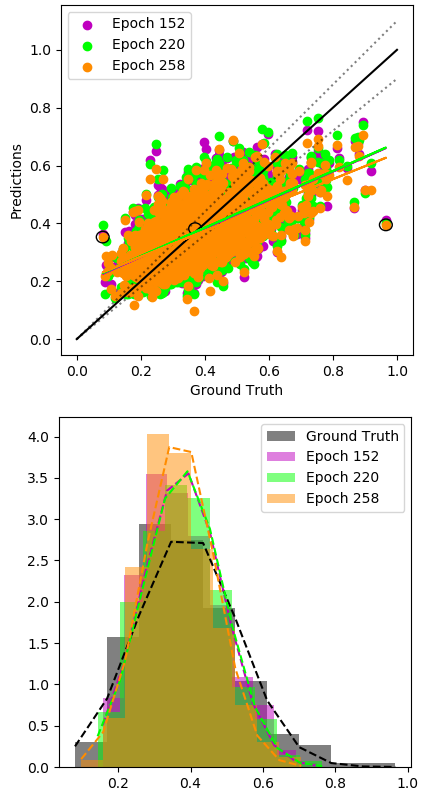 Epoch 152
Epoch 220
Epoch 258
1.0
0.8
0.6
0.4
0.2
0.0
Predictions
0.0 0.2 0.4 0.6 0.8 1.0
Ground Truth
Ground Truth
Epoch 152
Epoch 220
Epoch 258
4.0
3.5
3.0
2.5
2.0
1.5
1.0
0.5
0.0
0.2 0.4 0.6 0.8 1.0